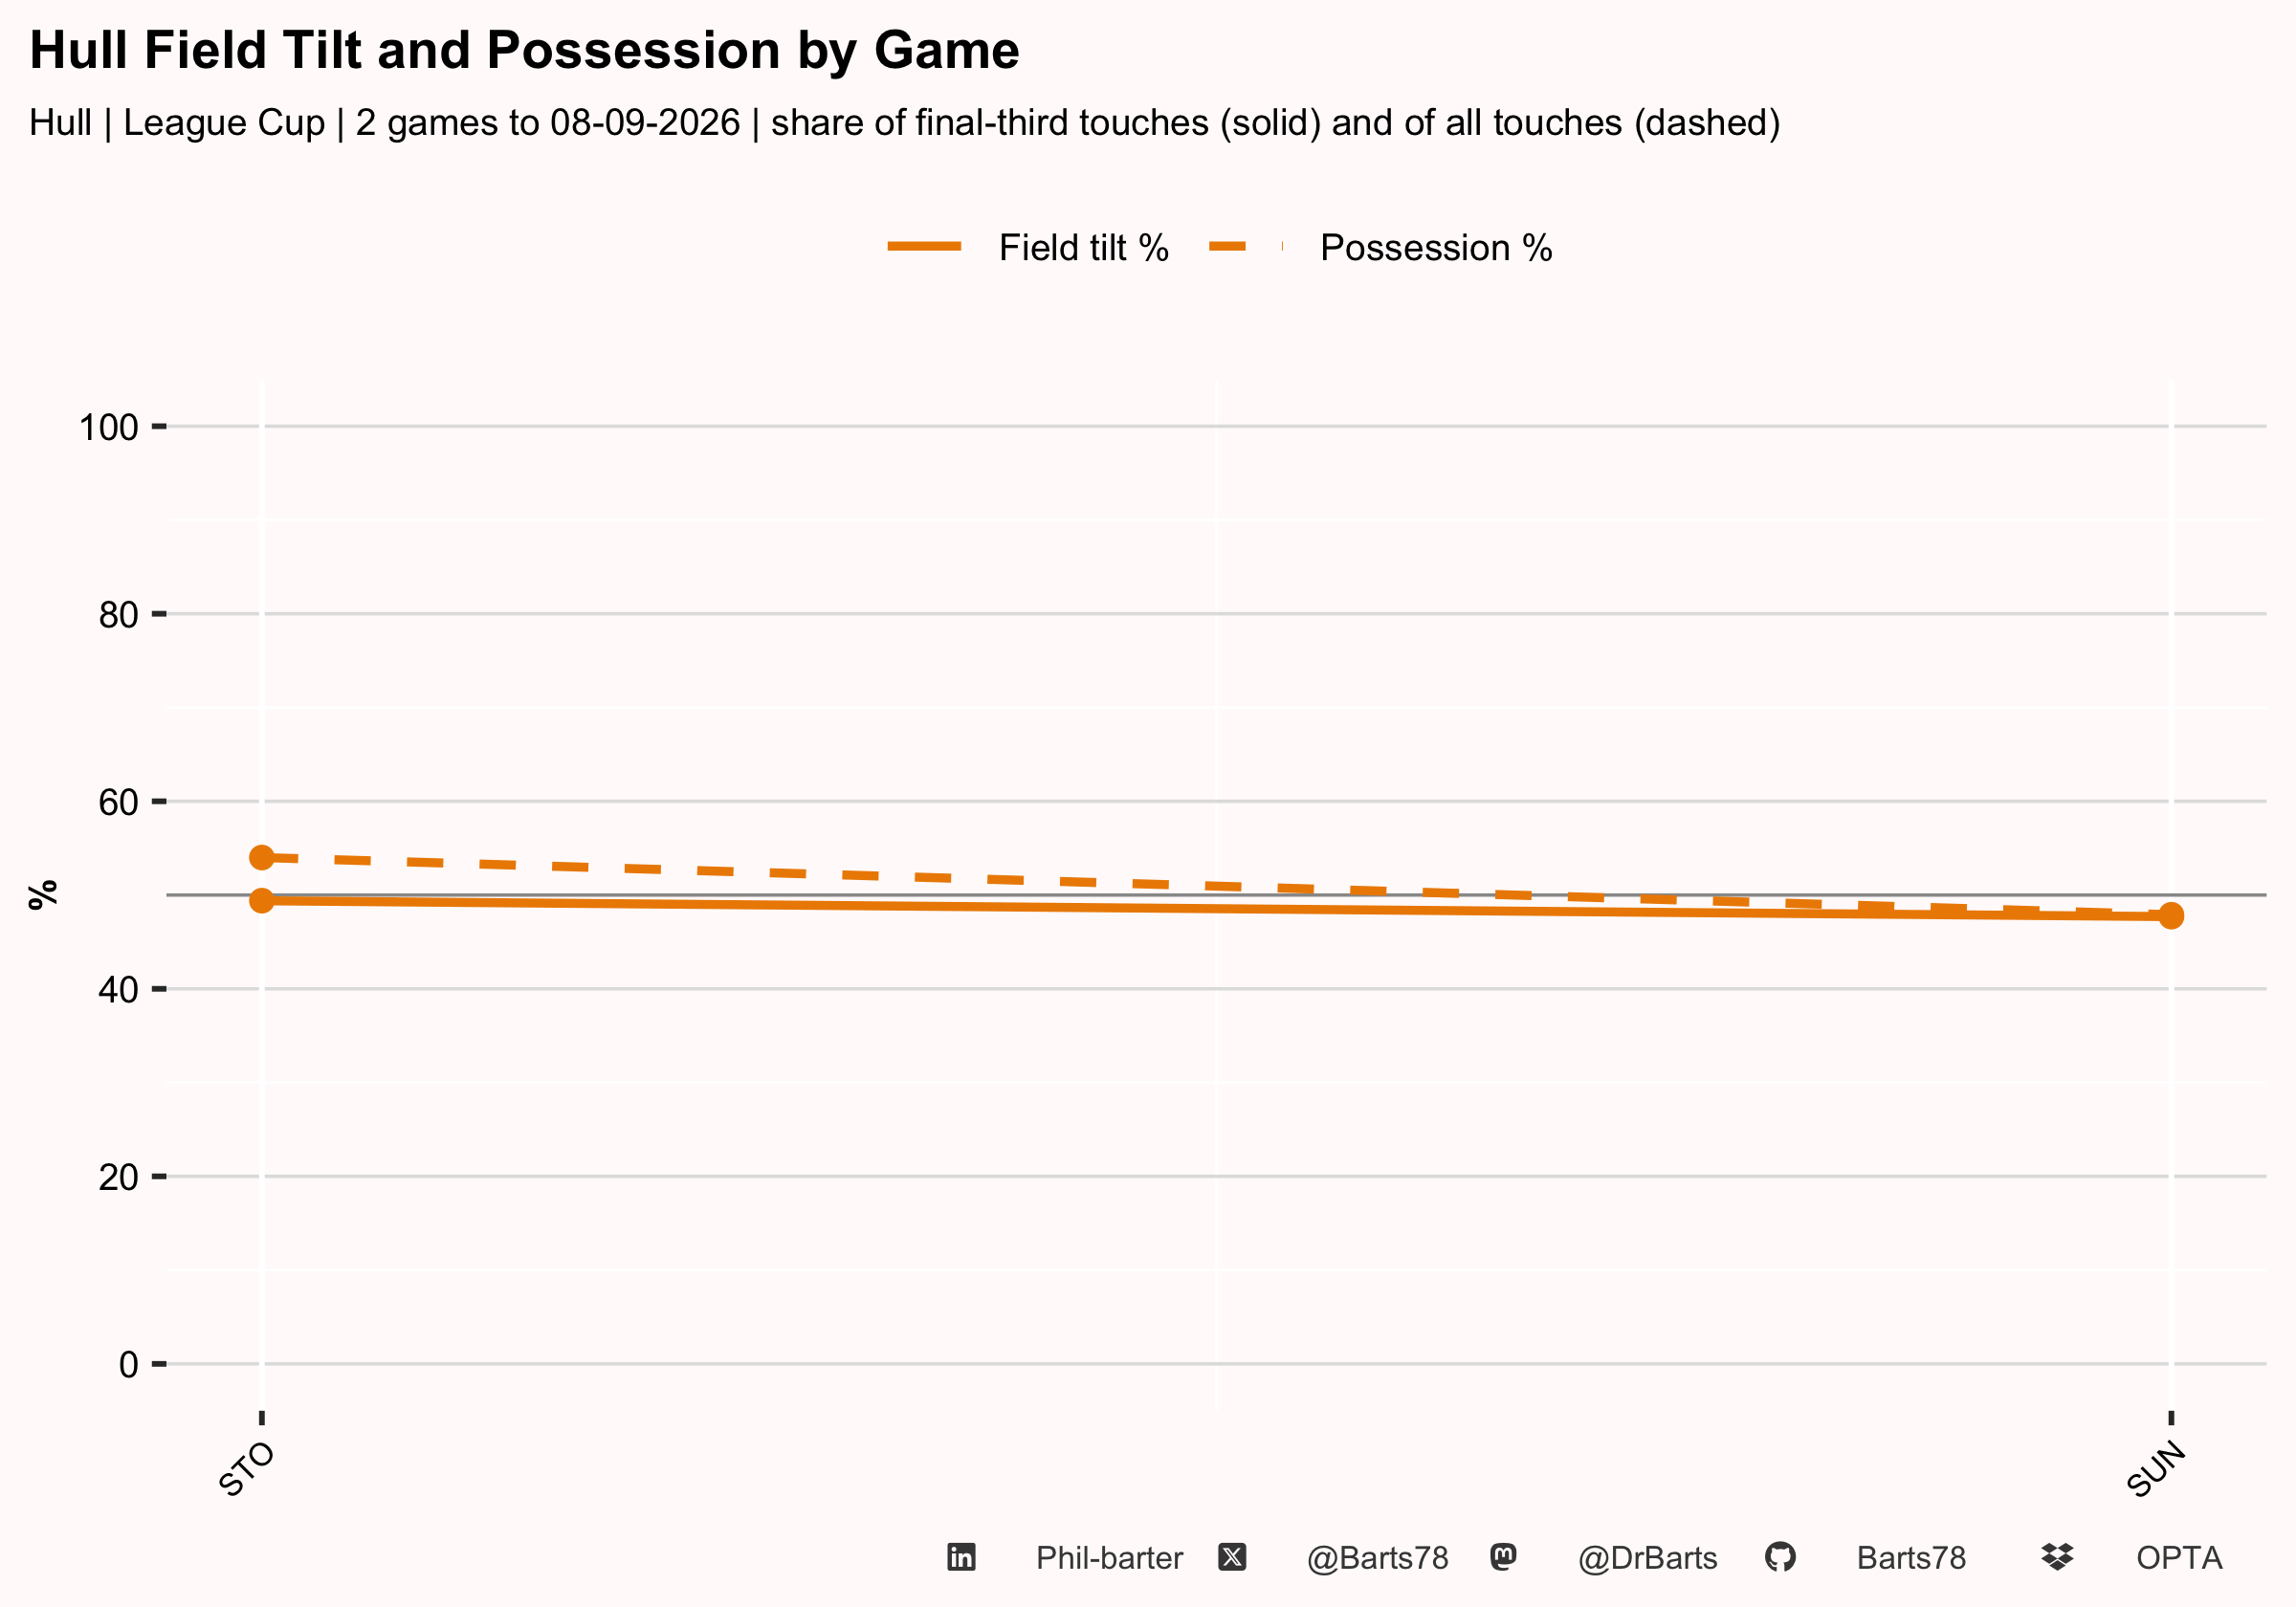 Hull Field Tilt and Possession by Game
Hull | League Cup | 2 games to 08-09-2026 | share of final-third touches (solid) and of all touches (dashed)
Field tilt % Possession %
100
80
60
%
40
20
0
STO SUN
Phil-barter @Barts78 @DrBarts Barts78 OPTA